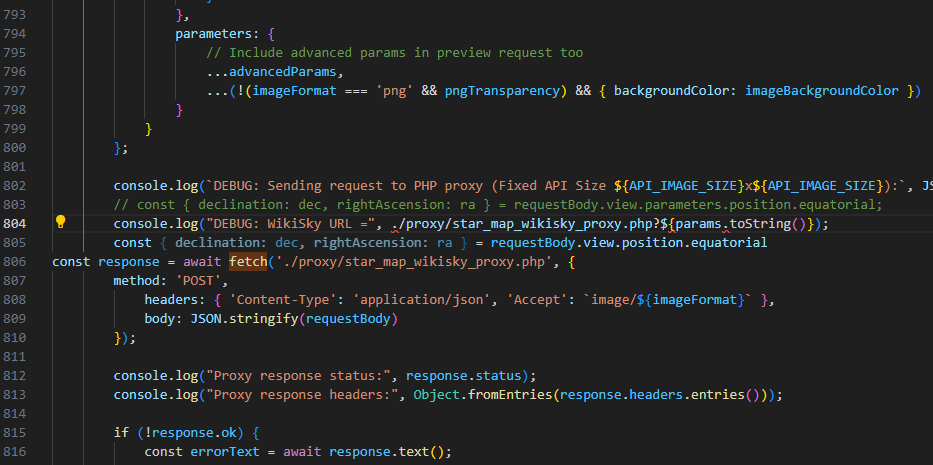 793 },
794 parameters: {
795 // Include advanced params in preview request too
796 ...advancedParams,
797 ...(!(imageFormat === 'png' && pngTransparency) && { backgroundColor: imageBackgroundColor })
798 }
799 }
800 };
801
802 console.log(`DEBUG: Sending request to PHP proxy (Fixed API Size ${API_IMAGE_SIZE}x${API_IMAGE_SIZE}):`, JS
803 // const { declination: dec, rightAscension: ra } = requestBody.view.parameters.position.equatorial;
804 console.log("DEBUG: WikiSky URL =", ./proxy/star_map_wikisky_proxy.php?${params.toString()});
805 const { declination: dec, rightAscension: ra } = requestBody.view.position.equatorial
806 const response = await fetch('./proxy/star_map_wikisky_proxy.php', {
807 method: 'POST',
808 headers: { 'Content-Type': 'application/json', 'Accept': `image/${imageFormat}` },
809 body: JSON.stringify(requestBody)
810 });
811
812 console.log("Proxy response status:", response.status);
813 console.log("Proxy response headers:", Object.fromEntries(response.headers.entries()));
814
815 if (!response.ok) {
816 const errorText = await response.text();